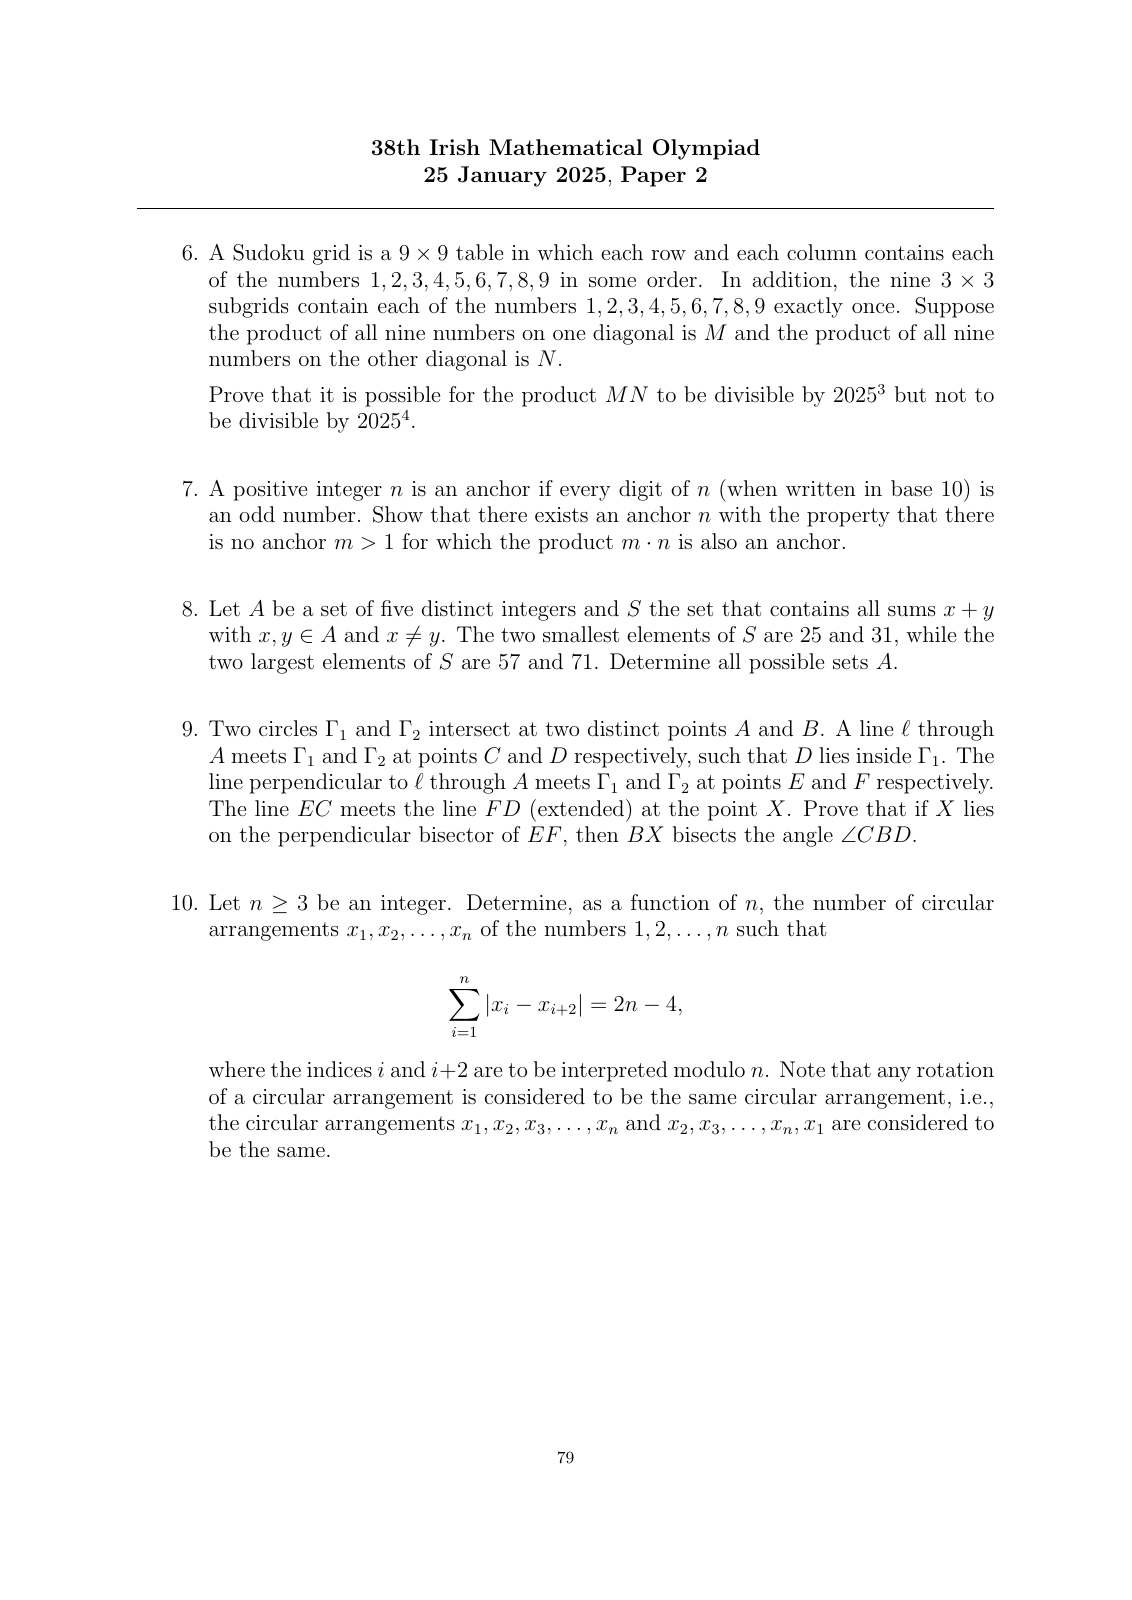 38th Irish Mathematical Olympiad
25 January 2025, Paper 2
6. A Sudoku grid is a 9 × 9 table in which each row and each column contains each
of the numbers 1, 2, 3, 4, 5, 6, 7, 8, 9 in some order. In addition, the nine 3 × 3
subgrids contain each of the numbers 1, 2, 3, 4, 5, 6, 7, 8, 9 exactly once. Suppose
the product of all nine numbers on one diagonal is M and the product of all nine
numbers on the other diagonal is N.
Prove that it is possible for the product MN to be divisible by 2025³ but not to
be divisible by 2025⁴.
7. A positive integer n is an anchor if every digit of n (when written in base 10) is
an odd number. Show that there exists an anchor n with the property that there
is no anchor m > 1 for which the product m · n is also an anchor.
8. Let A be a set of five distinct integers and S the set that contains all sums x + y
with x, y ∈ A and x ≠ y. The two smallest elements of S are 25 and 31, while the
two largest elements of S are 57 and 71. Determine all possible sets A.
9. Two circles Γ₁ and Γ₂ intersect at two distinct points A and B. A line ℓ through
A meets Γ₁ and Γ₂ at points C and D respectively, such that D lies inside Γ₁. The
line perpendicular to ℓ through A meets Γ₁ and Γ₂ at points E and F respectively.
The line EC meets the line FD (extended) at the point X. Prove that if X lies
on the perpendicular bisector of EF, then BX bisects the angle ∠CBD.
10. Let n ≥ 3 be an integer. Determine, as a function of n, the number of circular
arrangements x₁, x₂, . . . , xₙ of the numbers 1, 2, . . . , n such that
∑ⁿᵢ₌₁ |xᵢ − xᵢ₊₂| = 2n − 4,
where the indices i and i+2 are to be interpreted modulo n. Note that any rotation
of a circular arrangement is considered to be the same circular arrangement, i.e.,
the circular arrangements x₁, x₂, x₃, . . . , xₙ and x₂, x₃, . . . , xₙ, x₁ are considered to
be the same.
79